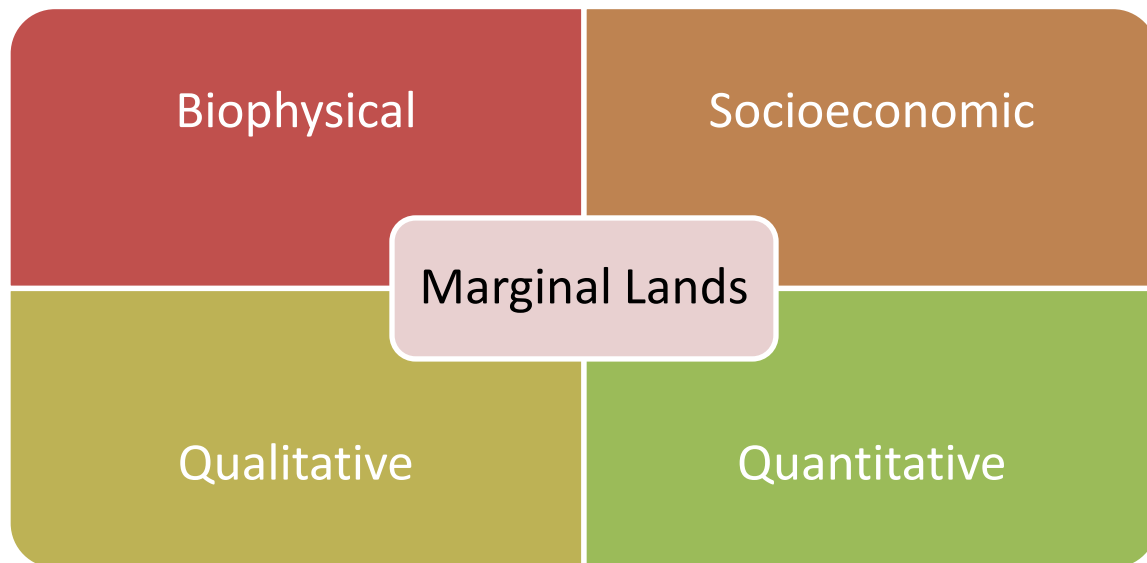 Biophysical
Socioeconomic
Marginal Lands
Qualitative
Quantitative